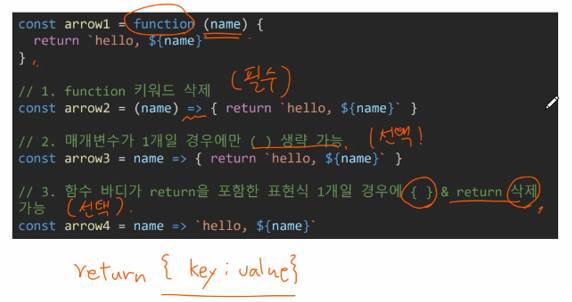 const arrow1 = function (name) {
return `hello, ${name}
}
// 1. function 키워드 삭제 (필수)
const arrow2 = (name) => { return `hello, ${name}` }
// 2. 매개변수가 1개일 경우에만 ( ) 생략 가능 (선택!
const arrow3 = name => { return `hello, ${name}` }
// 3. 함수 바디가 return을 포함한 표현식 1개일 경우에 { } & return 삭제
가능 (선택).
const arrow4 = name => `hello, ${name}`
return { key : value}